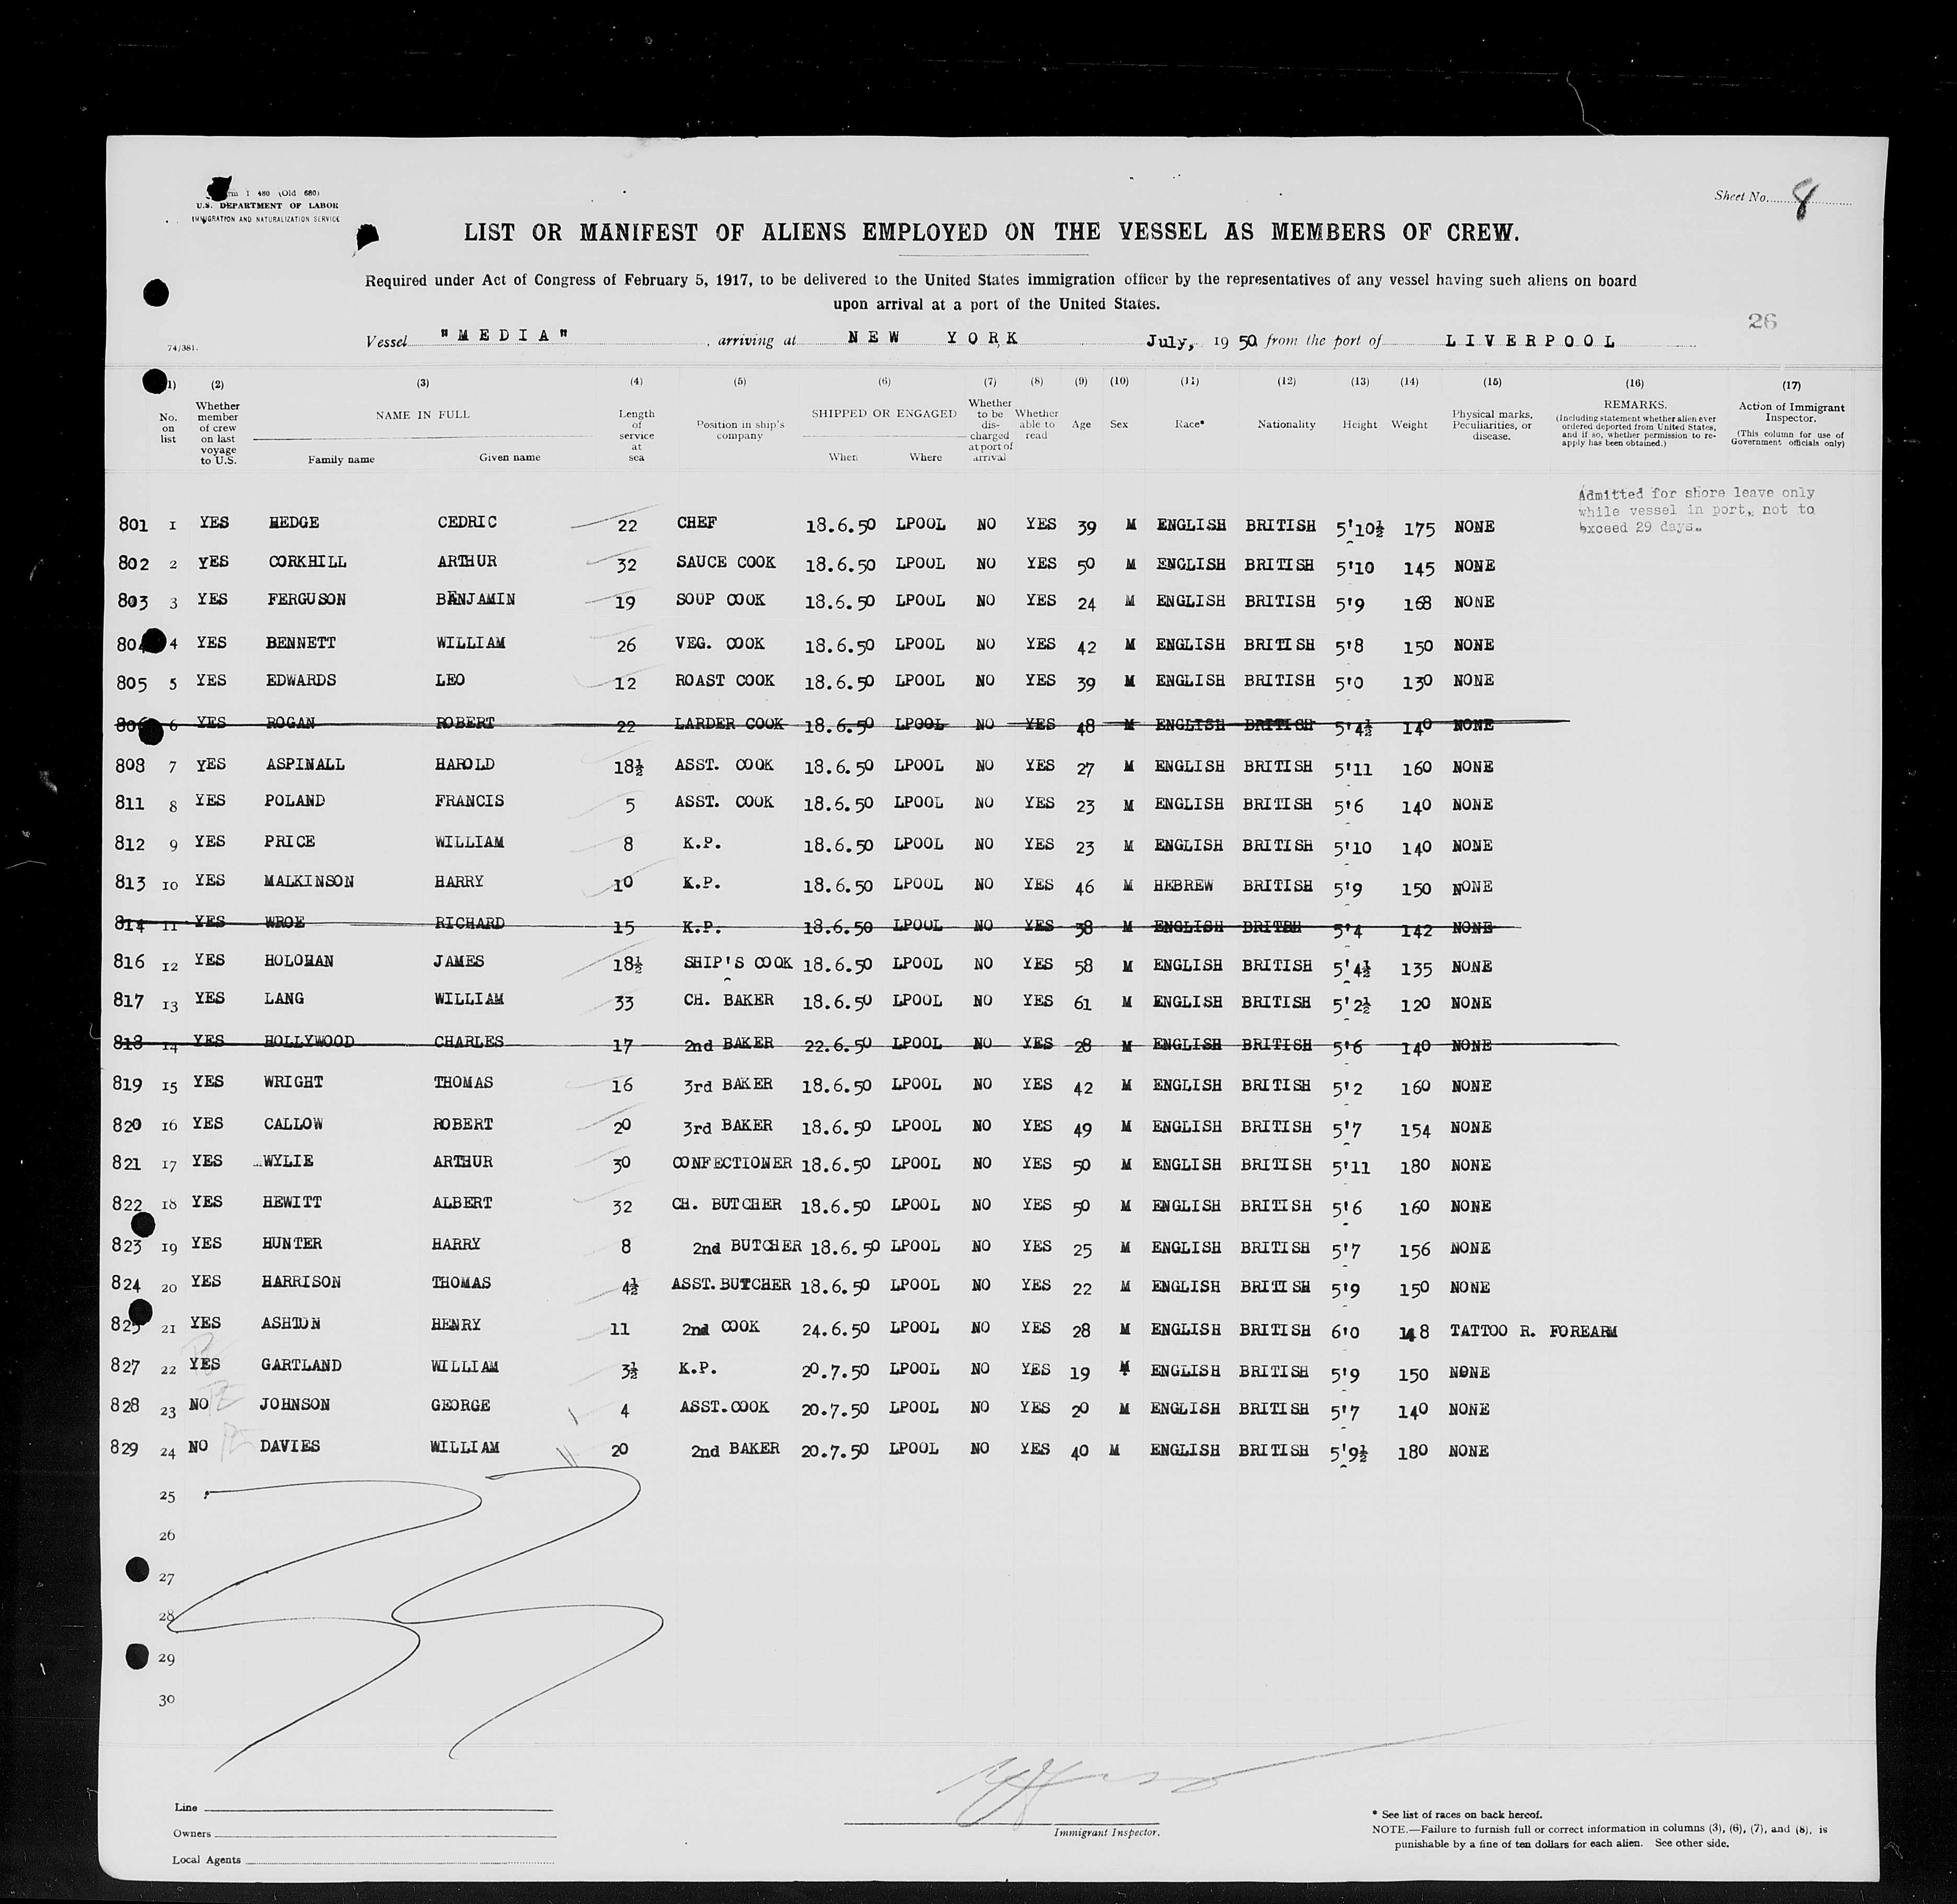 Form I 480 (Old 680)
U.S. DEPARTMENT OF LABOR
IMMIGRATION AND NATURALIZATION SERVICE
Sheet No. 8
LIST OR MANIFEST OF ALIENS EMPLOYED ON THE VESSEL AS MEMBERS OF CREW.
Required under Act of Congress of February 5, 1917, to be delivered to the United States immigration officer by the representatives of any vessel having such aliens on board
upon arrival at a port of the United States.
26
74/381.
Vessel "MEDIA", arriving at NEW YORK July, 1950 from the port of LIVERPOOL
(1) (2) (3) (4) (5) (6) (7) (8) (9) (10) (11) (12) (13) (14) (15) (16) (17)
No. on list
Whether member of crew on last voyage to U.S.
NAME IN FULL
Family name Given name
Length of service at sea
Position in ship's company
SHIPPED OR ENGAGED
When Where
Whether to be discharged at port of arrival
Whether able to read
Age
Sex
Race*
Nationality
Height
Weight
Physical marks, Peculiarities, or disease.
REMARKS.
(Including statement whether alien ever ordered deported from United States, and if so, whether permission to re-apply has been obtained.)
Action of Immigrant Inspector.
(This column for use of Government officials only)
Admitted for shore leave only
while vessel in port, not to
exceed 29 days.
801 1 YES HEDGE CEDRIC 22 CHEF 18.6.50 LPOOL NO YES 39 M ENGLISH BRITISH 5'10½ 175 NONE
802 2 YES CORKHILL ARTHUR 32 SAUCE COOK 18.6.50 LPOOL NO YES 50 M ENGLISH BRITISH 5'10 145 NONE
803 3 YES FERGUSON BENJAMIN 19 SOUP COOK 18.6.50 LPOOL NO YES 24 M ENGLISH BRITISH 5'9 168 NONE
804 4 YES BENNETT WILLIAM 26 VEG. COOK 18.6.50 LPOOL NO YES 42 M ENGLISH BRITISH 5'8 150 NONE
805 5 YES EDWARDS LEO 12 ROAST COOK 18.6.50 LPOOL NO YES 39 M ENGLISH BRITISH 5'0 130 NONE
806 6 YES ROGAN ROBERT 22 LARDER COOK 18.6.50 LPOOL NO YES 48 M ENGLISH BRITISH 5'4½ 140 NONE
808 7 YES ASPINALL HAROLD 18½ ASST. COOK 18.6.50 LPOOL NO YES 27 M ENGLISH BRITISH 5'11 160 NONE
811 8 YES POLAND FRANCIS 5 ASST. COOK 18.6.50 LPOOL NO YES 23 M ENGLISH BRITISH 5'6 140 NONE
812 9 YES PRICE WILLIAM 8 K.P. 18.6.50 LPOOL NO YES 23 M ENGLISH BRITISH 5'10 140 NONE
813 10 YES MALKINSON HARRY 10 K.P. 18.6.50 LPOOL NO YES 46 M HEBREW BRITISH 5'9 150 NONE
814 11 YES WROE RICHARD 15 K.P. 18.6.50 LPOOL NO YES 38 M ENGLISH BRITSH 5'4 142 NONE
816 12 YES HOLOHAN JAMES 18½ SHIP'S COOK 18.6.50 LPOOL NO YES 58 M ENGLISH BRITISH 5'4½ 135 NONE
817 13 YES LANG WILLIAM 33 CH. BAKER 18.6.50 LPOOL NO YES 61 M ENGLISH BRITISH 5'2½ 120 NONE
818 14 YES HOLLYWOOD CHARLES 17 2nd BAKER 22.6.50 LPOOL NO YES 28 M ENGLISH BRITISH 5'6 140 NONE
819 15 YES WRIGHT THOMAS 16 3rd BAKER 18.6.50 LPOOL NO YES 42 M ENGLISH BRITISH 5'2 160 NONE
820 16 YES CALLOW ROBERT 20 3rd BAKER 18.6.50 LPOOL NO YES 49 M ENGLISH BRITISH 5'7 154 NONE
821 17 YES WYLIE ARTHUR 30 CONFECTIONER 18.6.50 LPOOL NO YES 50 M ENGLISH BRITISH 5'11 180 NONE
822 18 YES HEWITT ALBERT 32 CH. BUTCHER 18.6.50 LPOOL NO YES 50 M ENGLISH BRITISH 5'6 160 NONE
823 19 YES HUNTER HARRY 8 2nd BUTCHER 18.6.50 LPOOL NO YES 25 M ENGLISH BRITISH 5'7 156 NONE
824 20 YES HARRISON THOMAS 4½ ASST.BUTCHER 18.6.50 LPOOL NO YES 22 M ENGLISH BRITISH 5'9 150 NONE
825 21 YES ASHTON HENRY 11 2nd COOK 24.6.50 LPOOL NO YES 28 M ENGLISH BRITISH 6'0 148 TATTOO R. FOREARM
827 22 YES GARTLAND WILLIAM 3½ K.P. 20.7.50 LPOOL NO YES 19 M ENGLISH BRITISH 5'9 150 NONE
828 23 NO JOHNSON GEORGE 4 ASST.COOK 20.7.50 LPOOL NO YES 20 M ENGLISH BRITISH 5'7 140 NONE
829 24 NO DAVIES WILLIAM 20 2nd BAKER 20.7.50 LPOOL NO YES 40 M ENGLISH BRITISH 5'9½ 180 NONE
25
26
27
28
29
30
Line
Owners
Local Agents
Immigrant Inspector.
* See list of races on back hereof.
NOTE.—Failure to furnish full or correct information in columns (3), (6), (7), and (8), is
punishable by a fine of ten dollars for each alien. See other side.